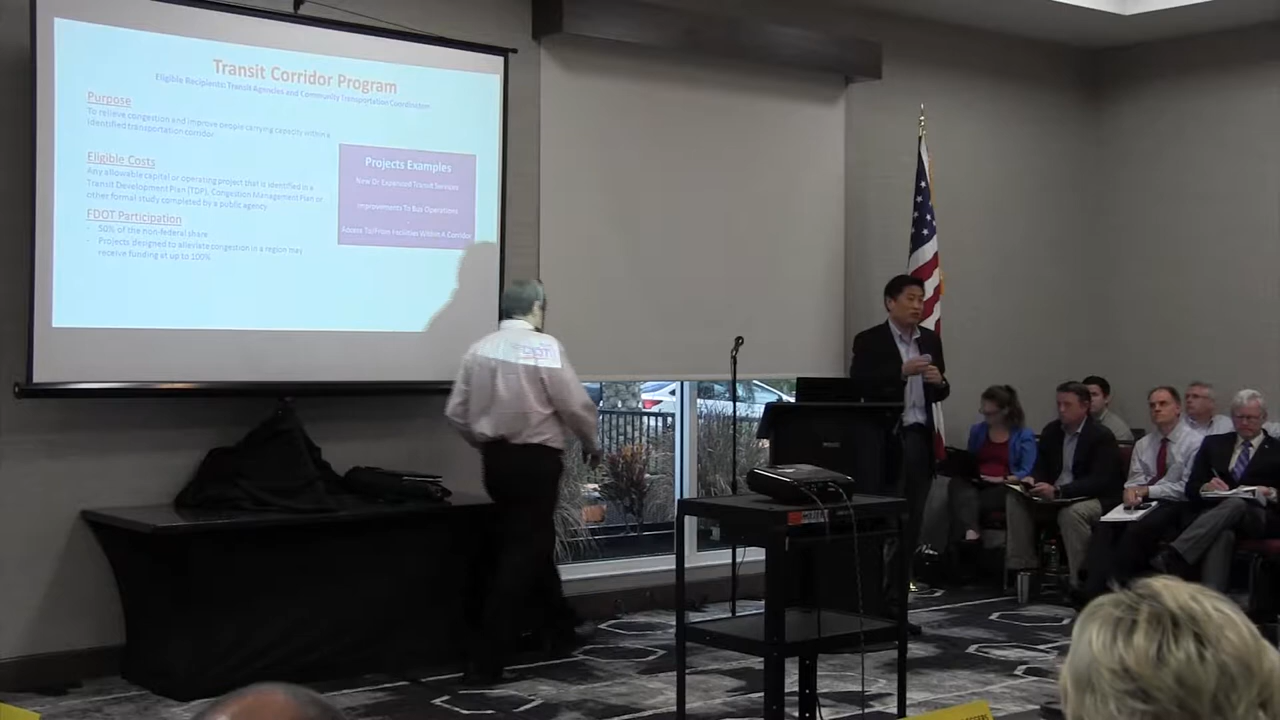 Transit Corridor Program
Eligible Recipients: Transit Agencies and Community Transportation Coordinators
Purpose
To relieve congestion and improve people carrying capacity within a
identified transportation corridor
Eligible Costs
Any allowable capital or operating project that is identified in a
Transit Development Plan (TDP), Congestion Management Plan or
other formal study completed by a public agency
FDOT Participation
- 50% of the non-federal share
- Projects designed to alleviate congestion in a region may
receive funding at up to 100%
Projects Examples
New Or Expanded Transit Services
Improvements To Bus Operations
Access To/From Facilities Within A Corridor